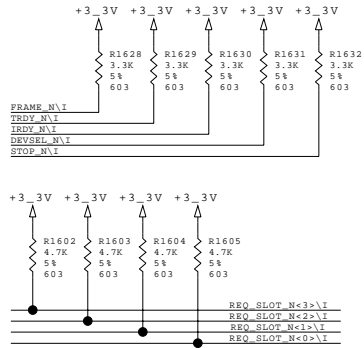 +3_3V +3_3V +3_3V +3_3V +3_3V
R1628 R1629 R1630 R1631 R1632
3.3K 3.3K 3.3K 3.3K 3.3K
5% 5% 5% 5% 5%
603 603 603 603 603
FRAME_N\I
TRDY_N\I
IRDY_N\I
DEVSEL_N\I
STOP_N\I
+3_3V +3_3V +3_3V +3_3V
R1602 R1603 R1604 R1605
4.7K 4.7K 4.7K 4.7K
5% 5% 5% 5%
603 603 603 603
REQ_SLOT_N<3>\I
REQ_SLOT_N<2>\I
REQ_SLOT_N<1>\I
REQ_SLOT_N<0>\I